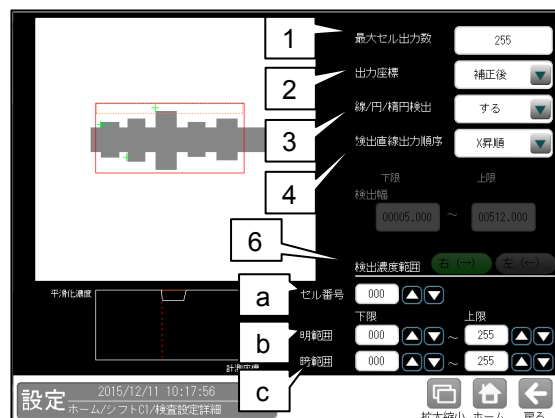 1
最大セル出力数 255
2
出力座標 補正後
3
線/円/楕円検出 する
4
検出直線出力順序 X昇順
下限 上限
検出幅
00005.000 ~ 00512.000
6
検出濃度範囲 右 (→) 左 (←)
平滑化濃度
計測座標
a
セル番号 000
下限 上限
b
明範囲 000 ~ 255
c
暗範囲 000 ~ 255
設定
2015/12/11 10:17:56
ホーム/シフトC1/検査設定詳細
拡大縮小 ホーム 戻る